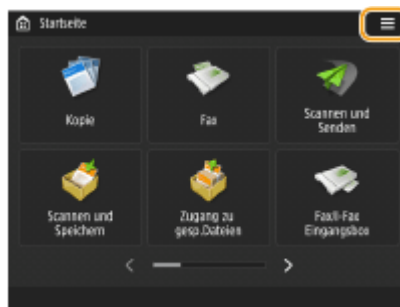 Startseite
Kopie
Fax
Scannen und
Senden
Scannen und
Speichern
Zugang zu
gesp.Dateien
Fax/I-Fax
Eingangsbox